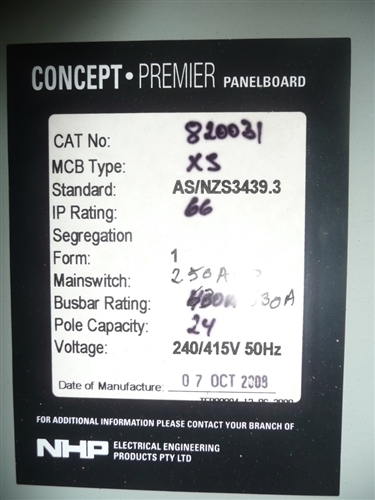 CONCEPT • PREMIER PANELBOARD
CAT No: 820031
MCB Type: XS
Standard: AS/NZS3439.3
IP Rating: 66
Segregation
Form: 1
Mainswitch: 250A
Busbar Rating:
Pole Capacity: 24
Voltage: 240/415V 50Hz
Date of Manufacture: 07 OCT 2009
FOR ADDITIONAL INFORMATION PLEASE CONTACT YOUR BRANCH OF
NHP ELECTRICAL ENGINEERING
PRODUCTS PTY LTD